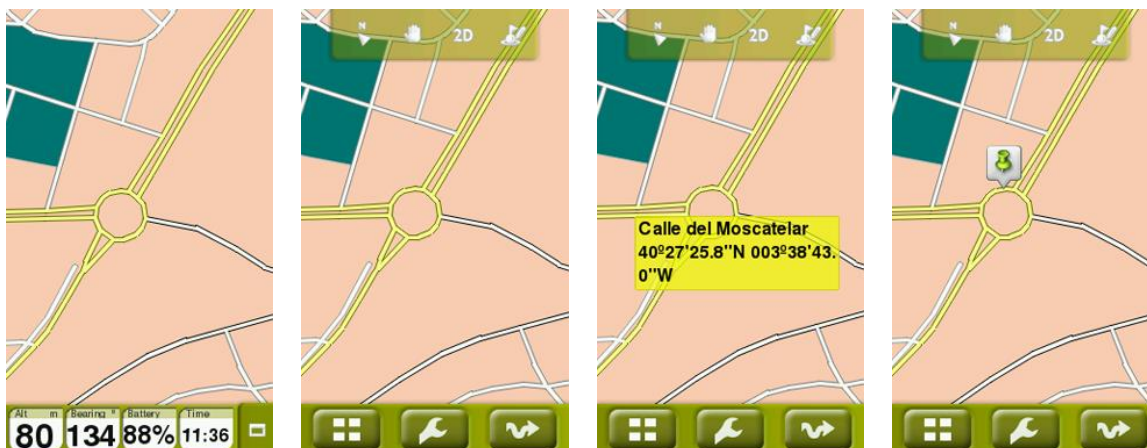 N
2D
N
2D
N
2D
Calle del Moscatelar
40º27'25.8"N 003º38'43.
0"W
Alt m Bearing º Battery Time
80 134 88% 11:36